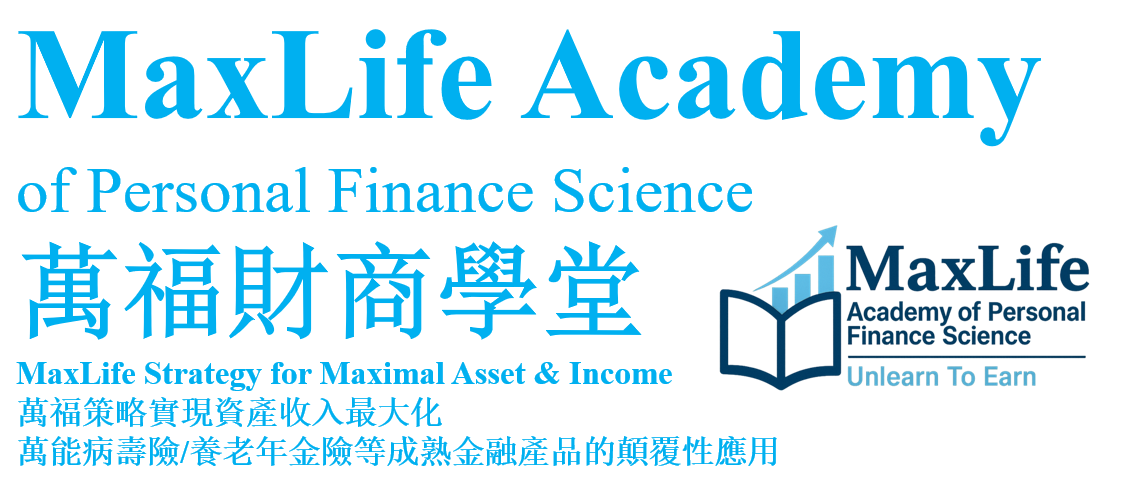 MaxLife Academy
of Personal Finance Science
萬福財商學堂
MaxLife Strategy for Maximal Asset & Income
萬福策略實現資產收入最大化
萬能病壽險/養老年金險等成熟金融產品的顛覆性應用
MaxLife
Academy of Personal
Finance Science
Unlearn To Earn